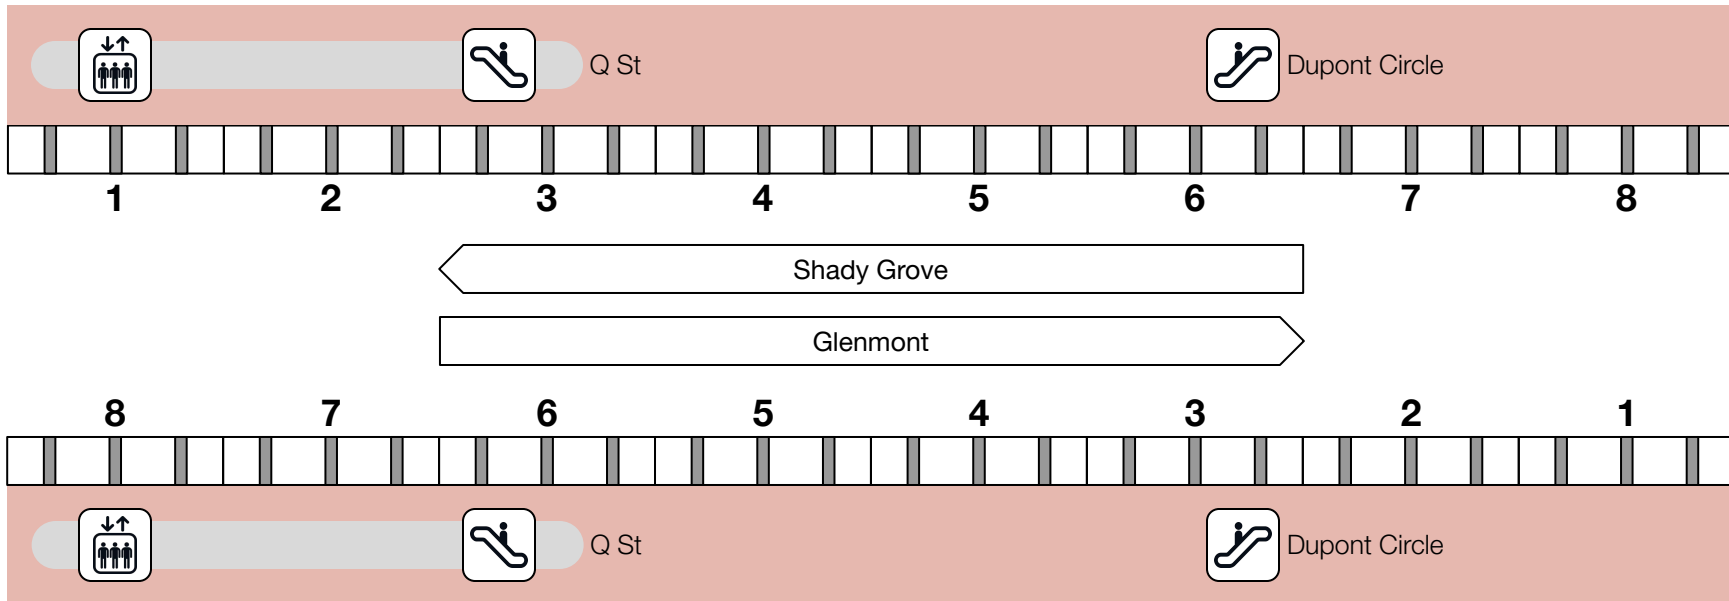 Q St Dupont Circle
1 2 3 4 5 6 7 8
Shady Grove
Glenmont
8 7 6 5 4 3 2 1
Q St Dupont Circle